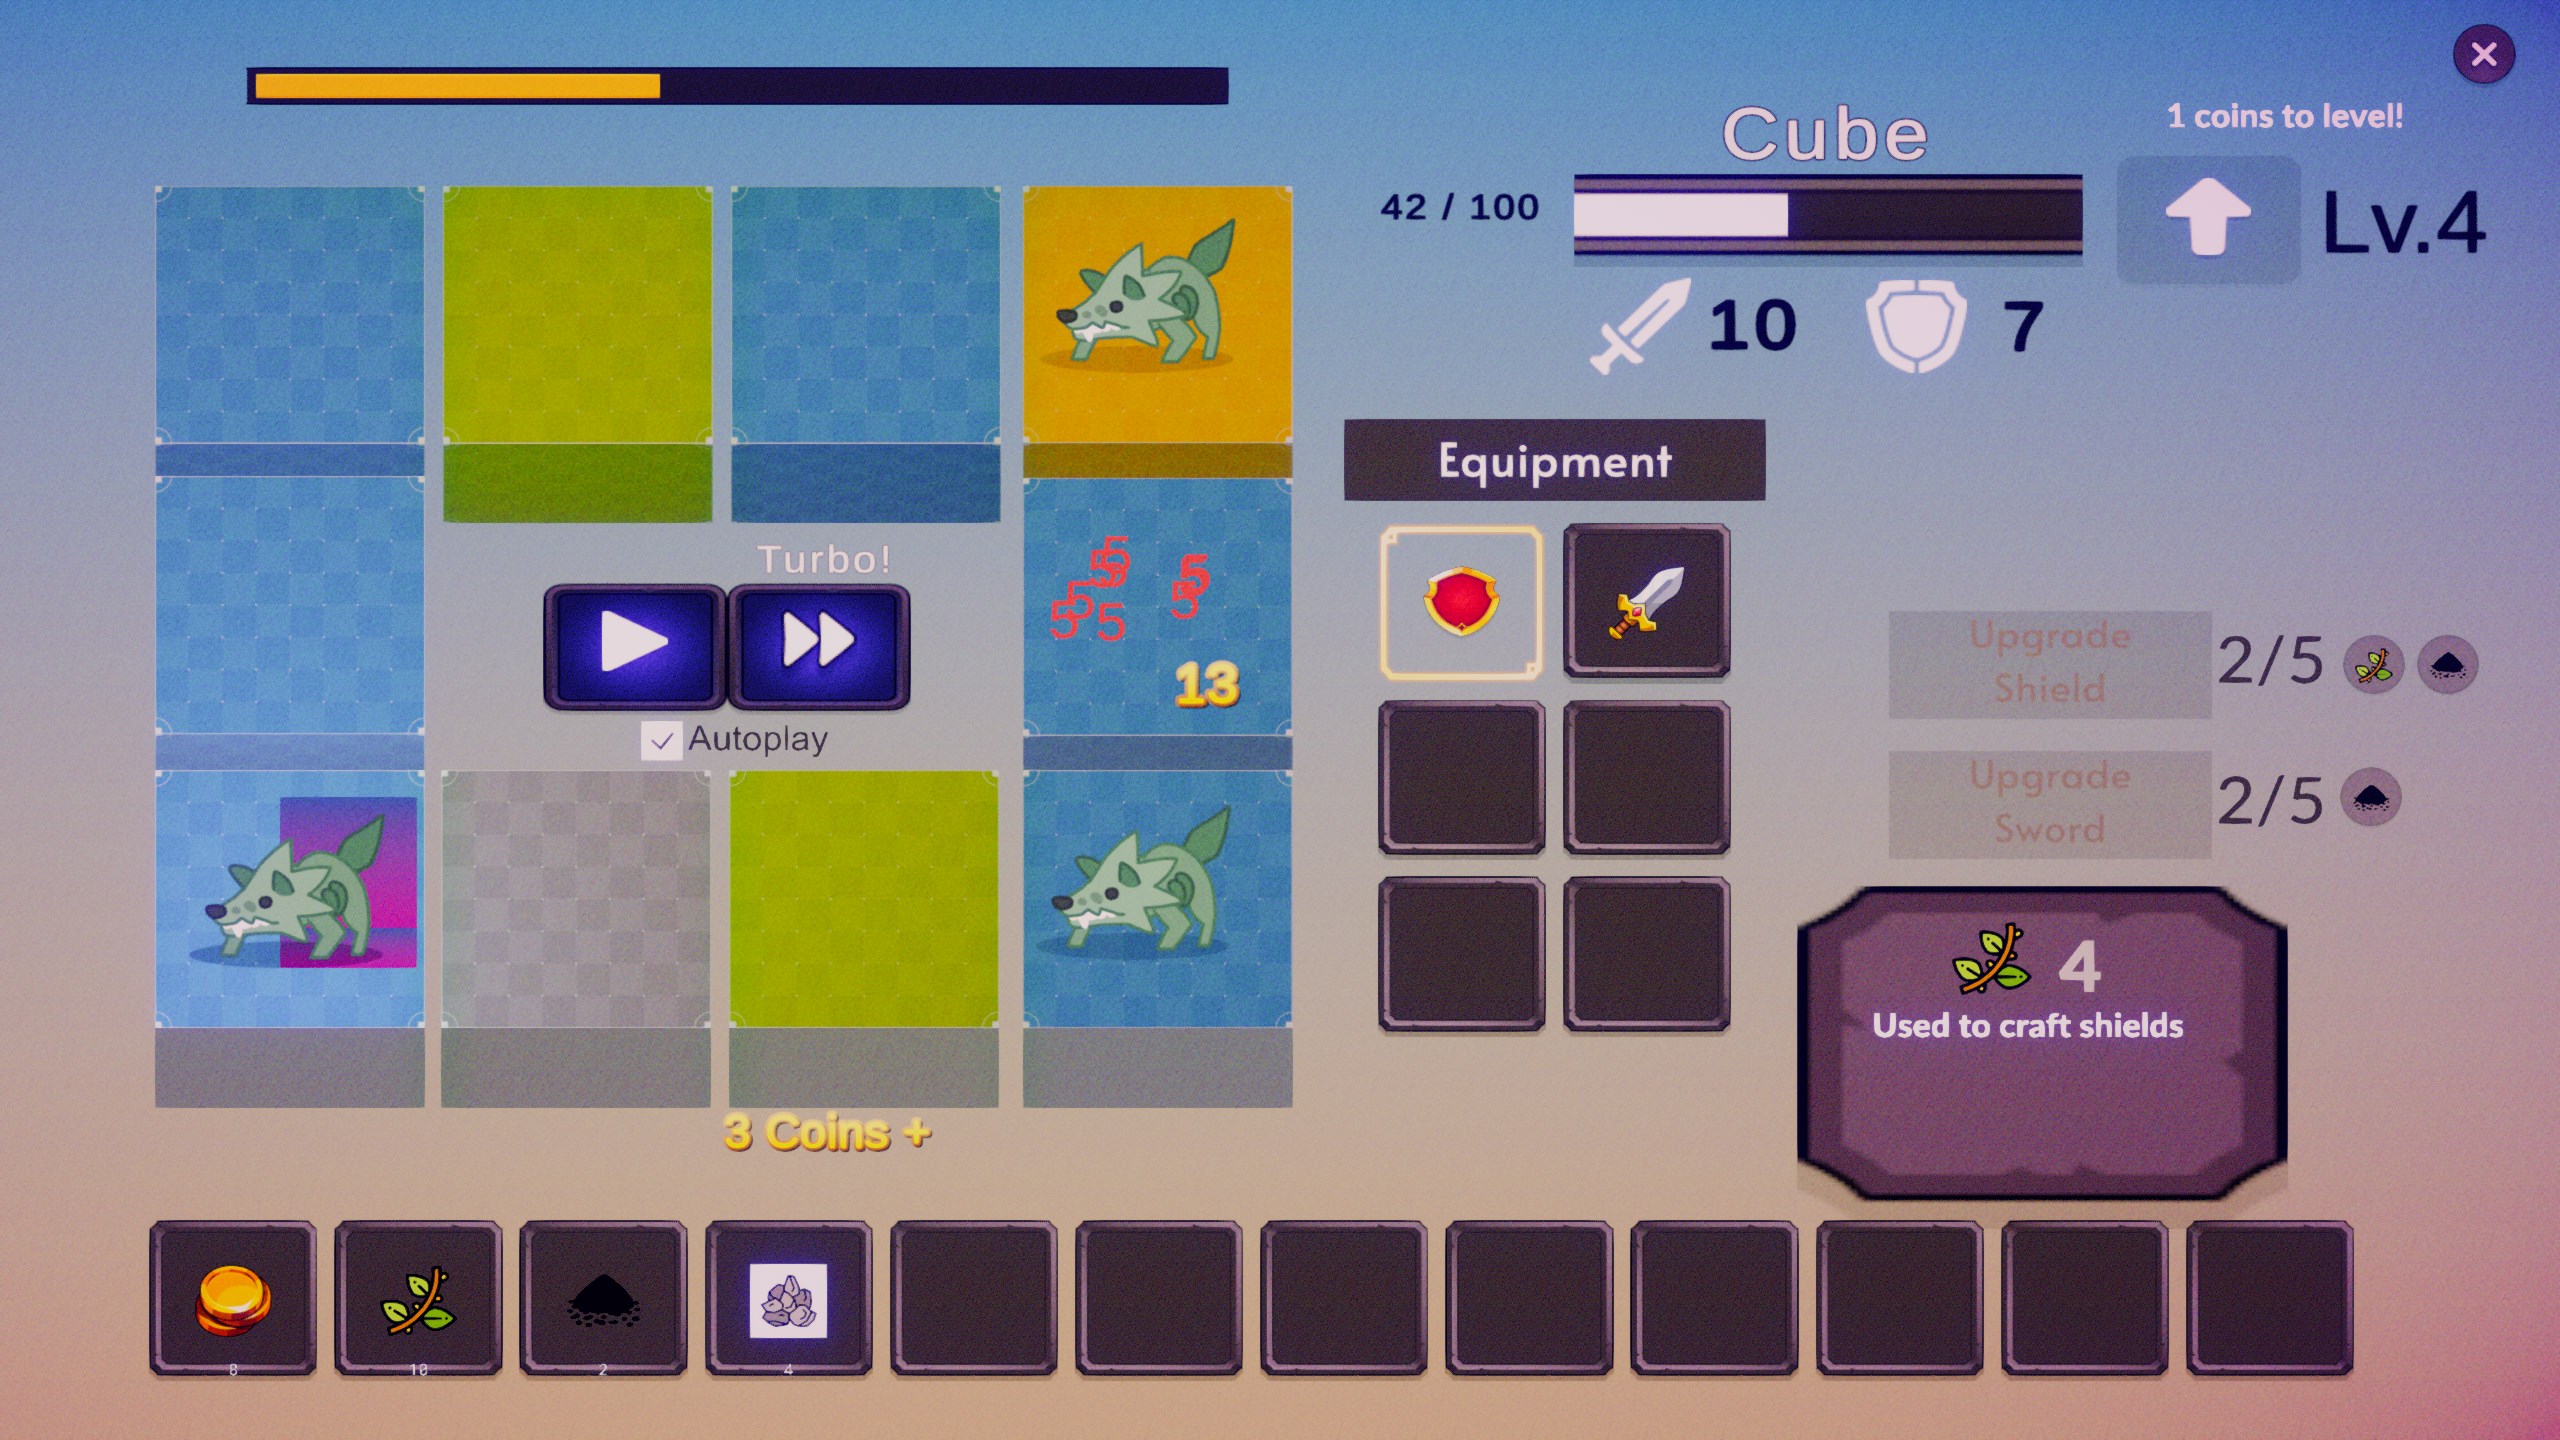 1 coins to level!
Cube
42 / 100
Lv.4
10
7
Equipment
Turbo!
5
5
5
5
5
5
5
13
Autoplay
Upgrade
Shield
2/5
Upgrade
Sword
2/5
4
Used to craft shields
3 Coins +
8
10
2
4